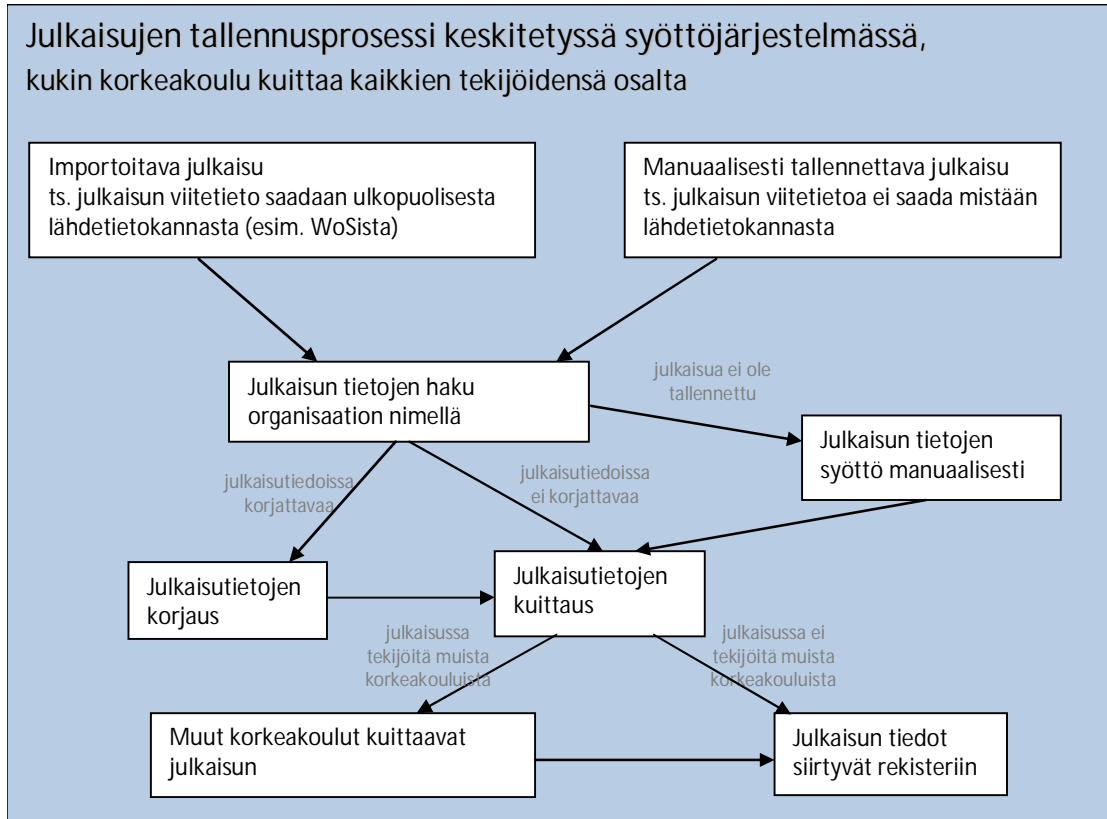 Julkaisujen tallennusprosessi keskitetyssä syöttöjärjestelmässä,
kukin korkeakoulu kuittaa kaikkien tekijöidensä osalta
Importoitava julkaisu
ts. julkaisun viitetieto saadaan ulkopuolisesta
lähdetietokannasta (esim. WoSista)
Manuaalisesti tallennettava julkaisu
ts. julkaisun viitetietoa ei saada mistään
lähdetietokannasta
Julkaisun tietojen haku
organisaation nimellä
julkaisua ei ole
tallennettu
Julkaisun tietojen
syöttö manuaalisesti
julkaisutiedoissa
korjattavaa
julkaisutiedoissa
ei korjattavaa
Julkaisutietojen
korjaus
Julkaisutietojen
kuittaus
julkaisussa
tekijöitä muista
korkeakouluista
julkaisussa ei
tekijöitä muista
korkeakouluista
Muut korkeakoulut kuittaavat
julkaisun
Julkaisun tiedot
siirtyvät rekisteriin